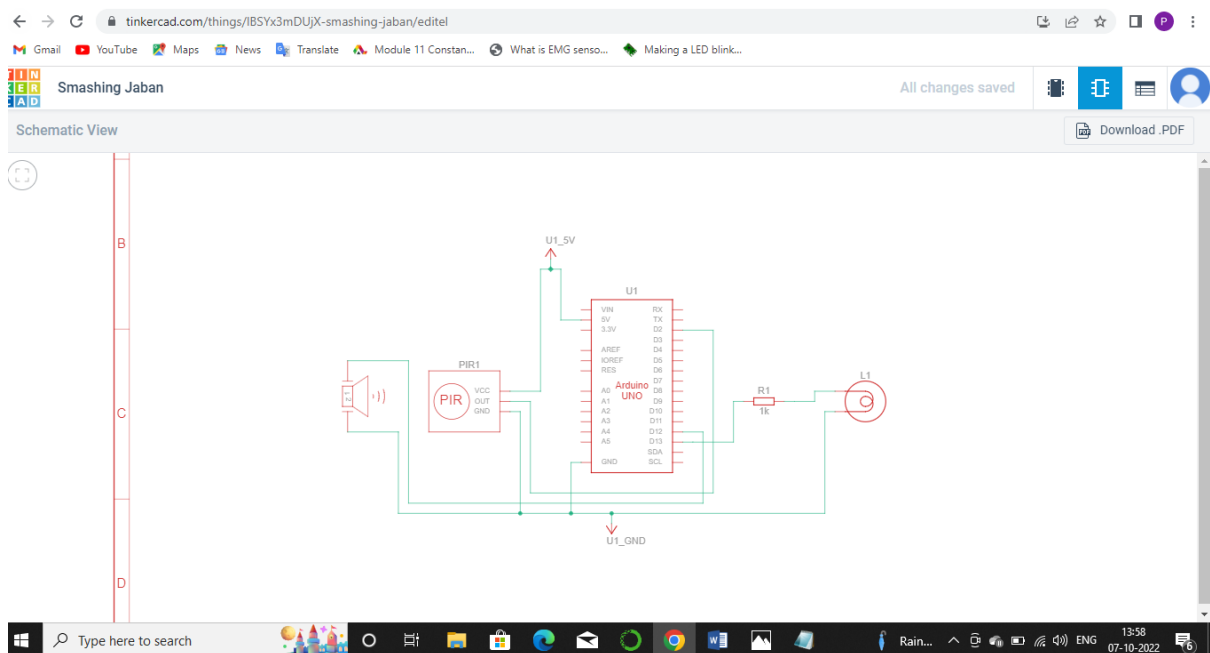 tinkercad.com/things/IBSYx3mDUjX-smashing-jaban/editel
P
Gmail YouTube Maps News Translate Module 11 Constan... What is EMG senso... Making a LED blink...
TIN
KER
CAD
Smashing Jaban
All changes saved
Schematic View
Download .PDF
B
C
D
U1_5V
U1
VIN RX
5V TX
3.3V D2
D3
AREF D4
IOREF D5
RES D6
D7
A0 D8
A1 D9
A2 D10
A3 D11
A4 D12
A5 D13
SDA
GND SCL
Arduino
UNO
PIR1
PIR
VCC
OUT
GND
1 2
R1
1k
L1
U1_GND
Type here to search
Rain...
ENG
13:58
07-10-2022
6